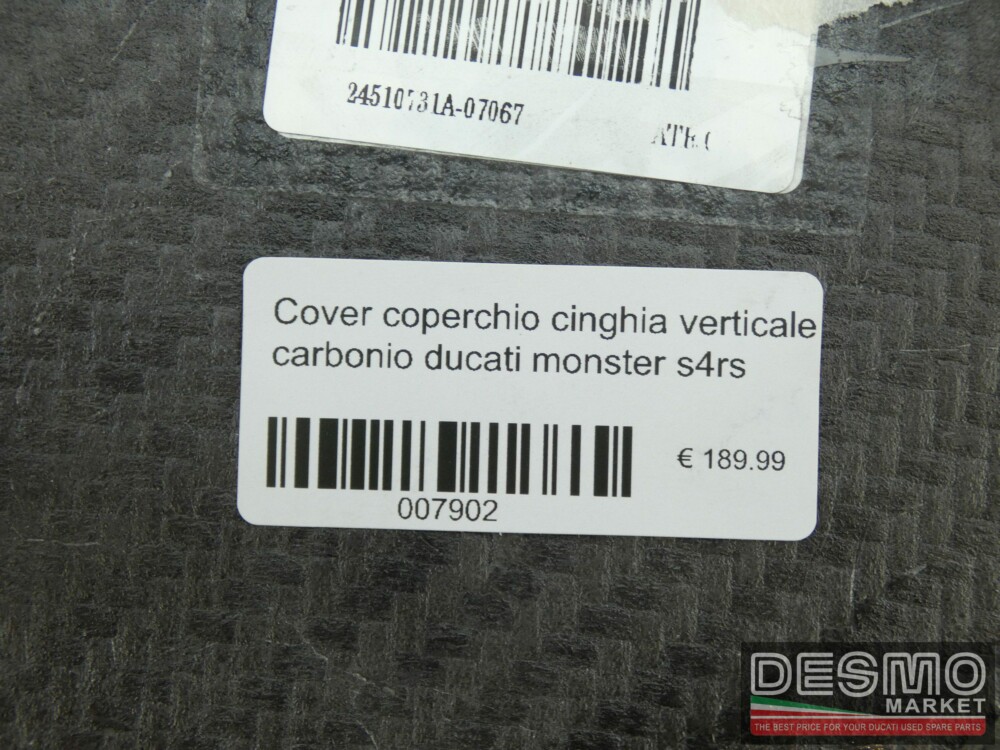 24510731A-07067
Cover coperchio cinghia verticale
carbonio ducati monster s4rs
€ 189.99
007902
DESMO
MARKET
THE BEST PRICE FOR YOUR DUCATI USED SPARE PARTS